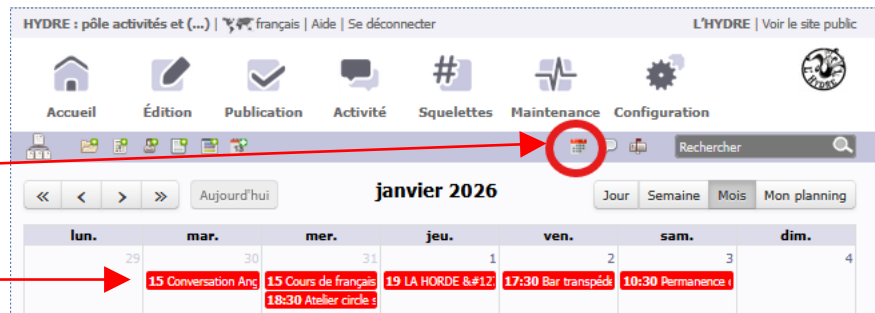 HYDRE : pôle activités et (...) | français | Aide | Se déconnecter L'HYDRE | Voir le site public
Accueil Édition Publication Activité Squelettes Maintenance Configuration
Rechercher
« < > » Aujourd'hui janvier 2026 Jour Semaine Mois Mon planning
lun. mar. mer. jeu. ven. sam. dim.
29 30 31 1 2 3 4
15 Conversation Ang 15 Cours de français 19 LA HORDE &#12 17:30 Bar transpéde 10:30 Permanence
18:30 Atelier circle s